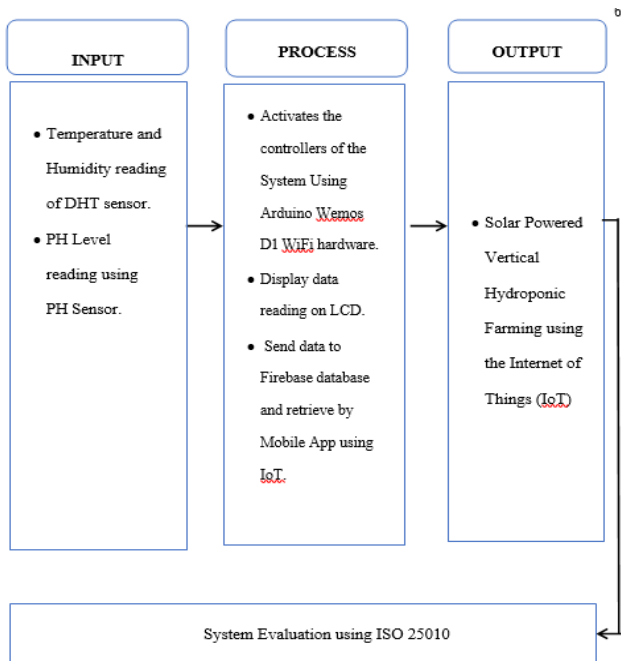 INPUT
PROCESS
OUTPUT
• Temperature and
Humidity reading
of DHT sensor.
• PH Level
reading using
PH Sensor.
• Activates the
controllers of the
System Using
Arduino Wemos
D1 WiFi hardware.
• Display data
reading on LCD.
• Send data to
Firebase database
and retrieve by
Mobile App using
IoT.
• Solar Powered
Vertical
Hydroponic
Farming using
the Internet of
Things (IoT)
System Evaluation using ISO 25010